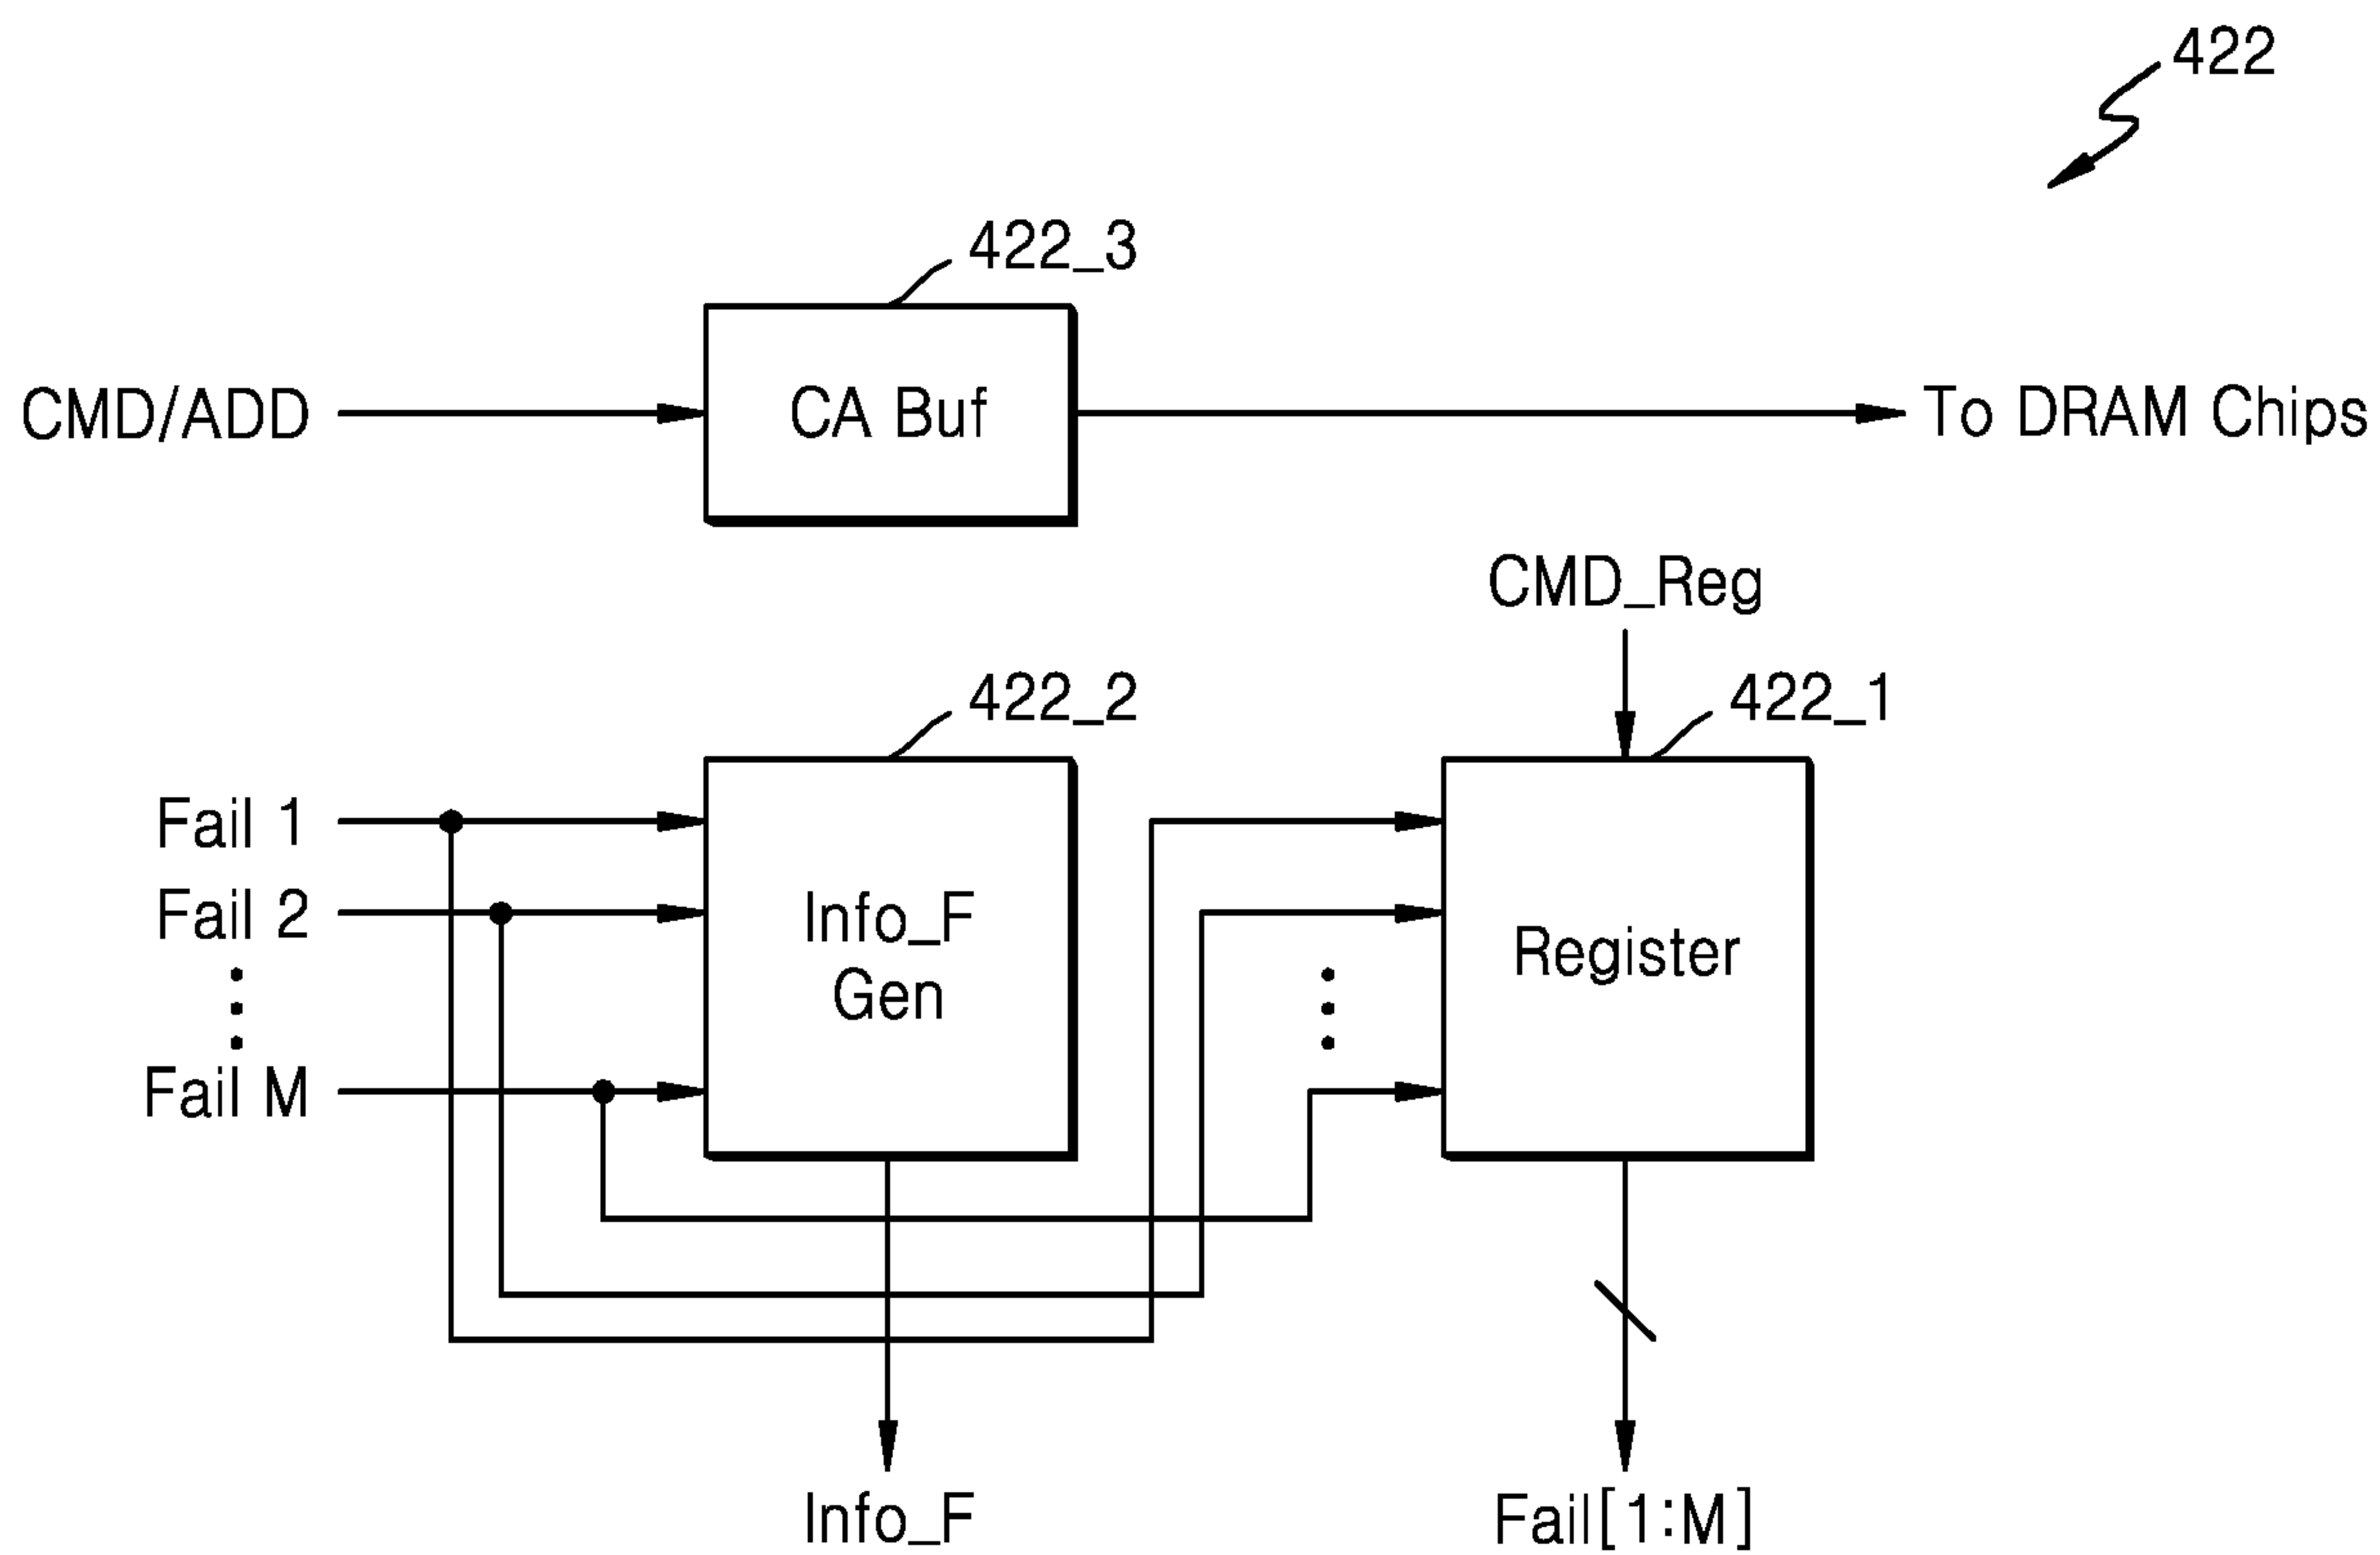 422
422_3
CMD/ADD
CA Buf
To DRAM Chips
CMD_Reg
422_2
422_1
Fail 1
Fail 2
Fail M
Info_F
Gen
Register
Info_F
Fail[1:M]